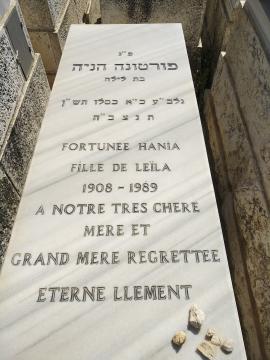 פ״נ
פורטונה הניה
בת לילה
נלב״ע כ״א כסלו תש״ן
תנצב״ה
FORTUNEE HANIA
FILLE DE LEÏLA
1908 - 1989
A NOTRE TRES CHERE
MERE ET
GRAND MERE REGRETTEE
ETERNE LLEMENT